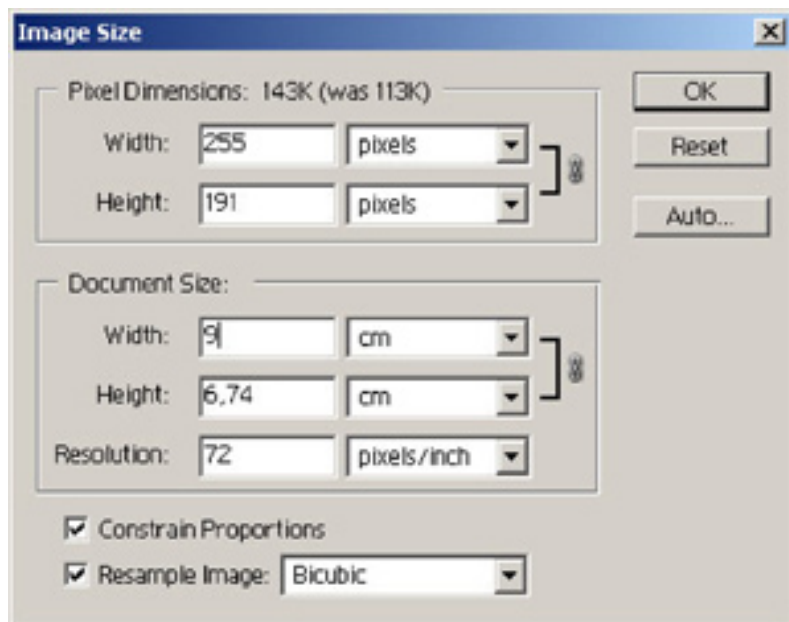 Image Size
Pixel Dimensions: 143K (was 113K)
OK
Width: 255 pixels
Reset
Height: 191 pixels
Auto...
Document Size:
Width: 9 cm
Height: 6,74 cm
Resolution: 72 pixels/inch
Constrain Proportions
Resample Image: Bicubic